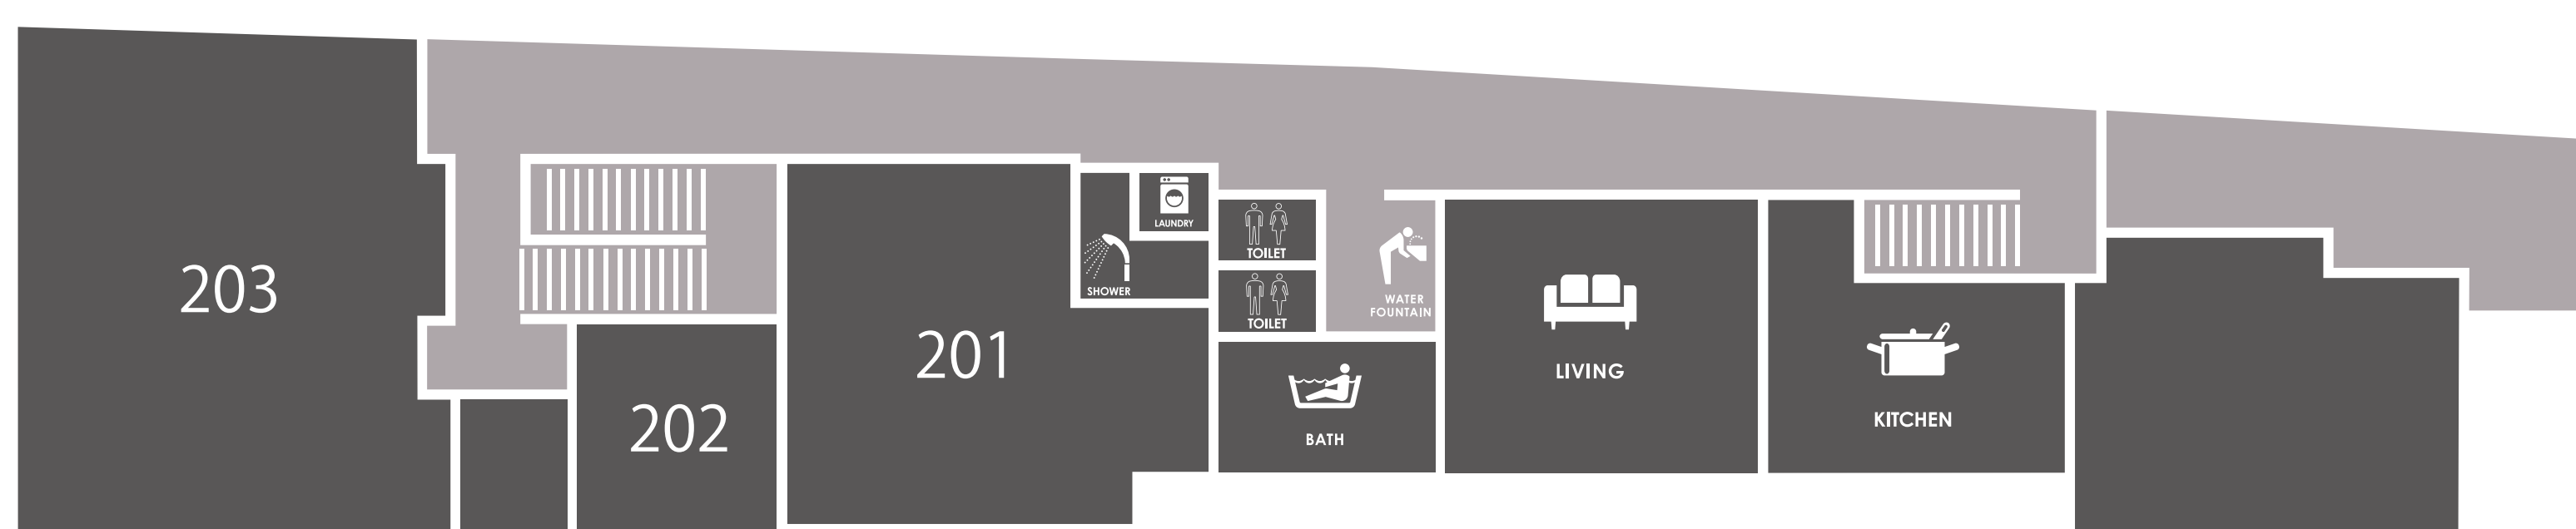 203
202
201
SHOWER
LAUNDRY
TOILET
TOILET
BATH
WATER
FOUNTAIN
LIVING
KITCHEN